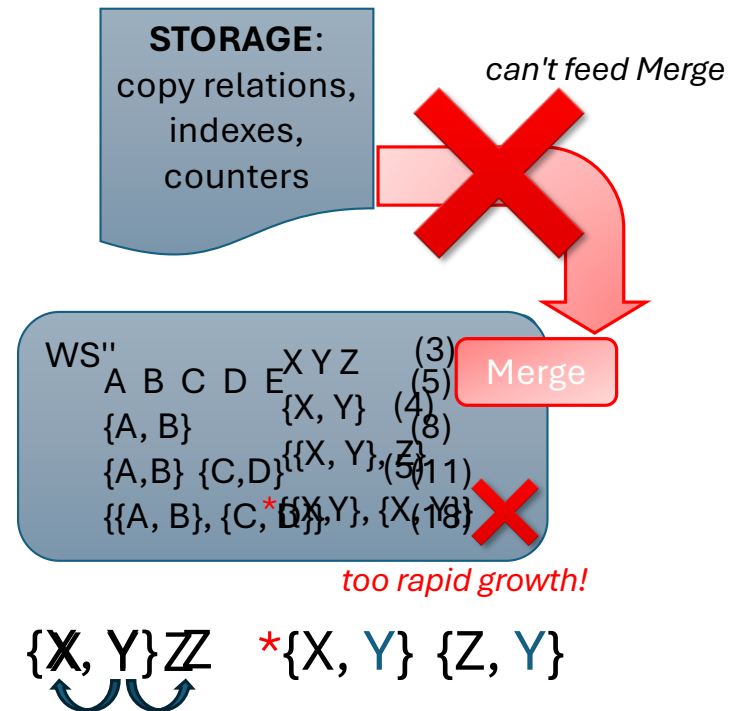 STORAGE:
copy relations,
indexes,
counters
can't feed Merge
Merge
WS"
X Y Z (3)
A B C D E (5)
{X, Y} (4)
{A, B} (8)
{{X, Y}, Z} (5)
{A,B} {C,D} (11)
*{{X,Y}, {X, Y}}
{{A, B}, {C, D}} (18)
too rapid growth!
{X, Y} Z *{X, Y} {Z, Y}